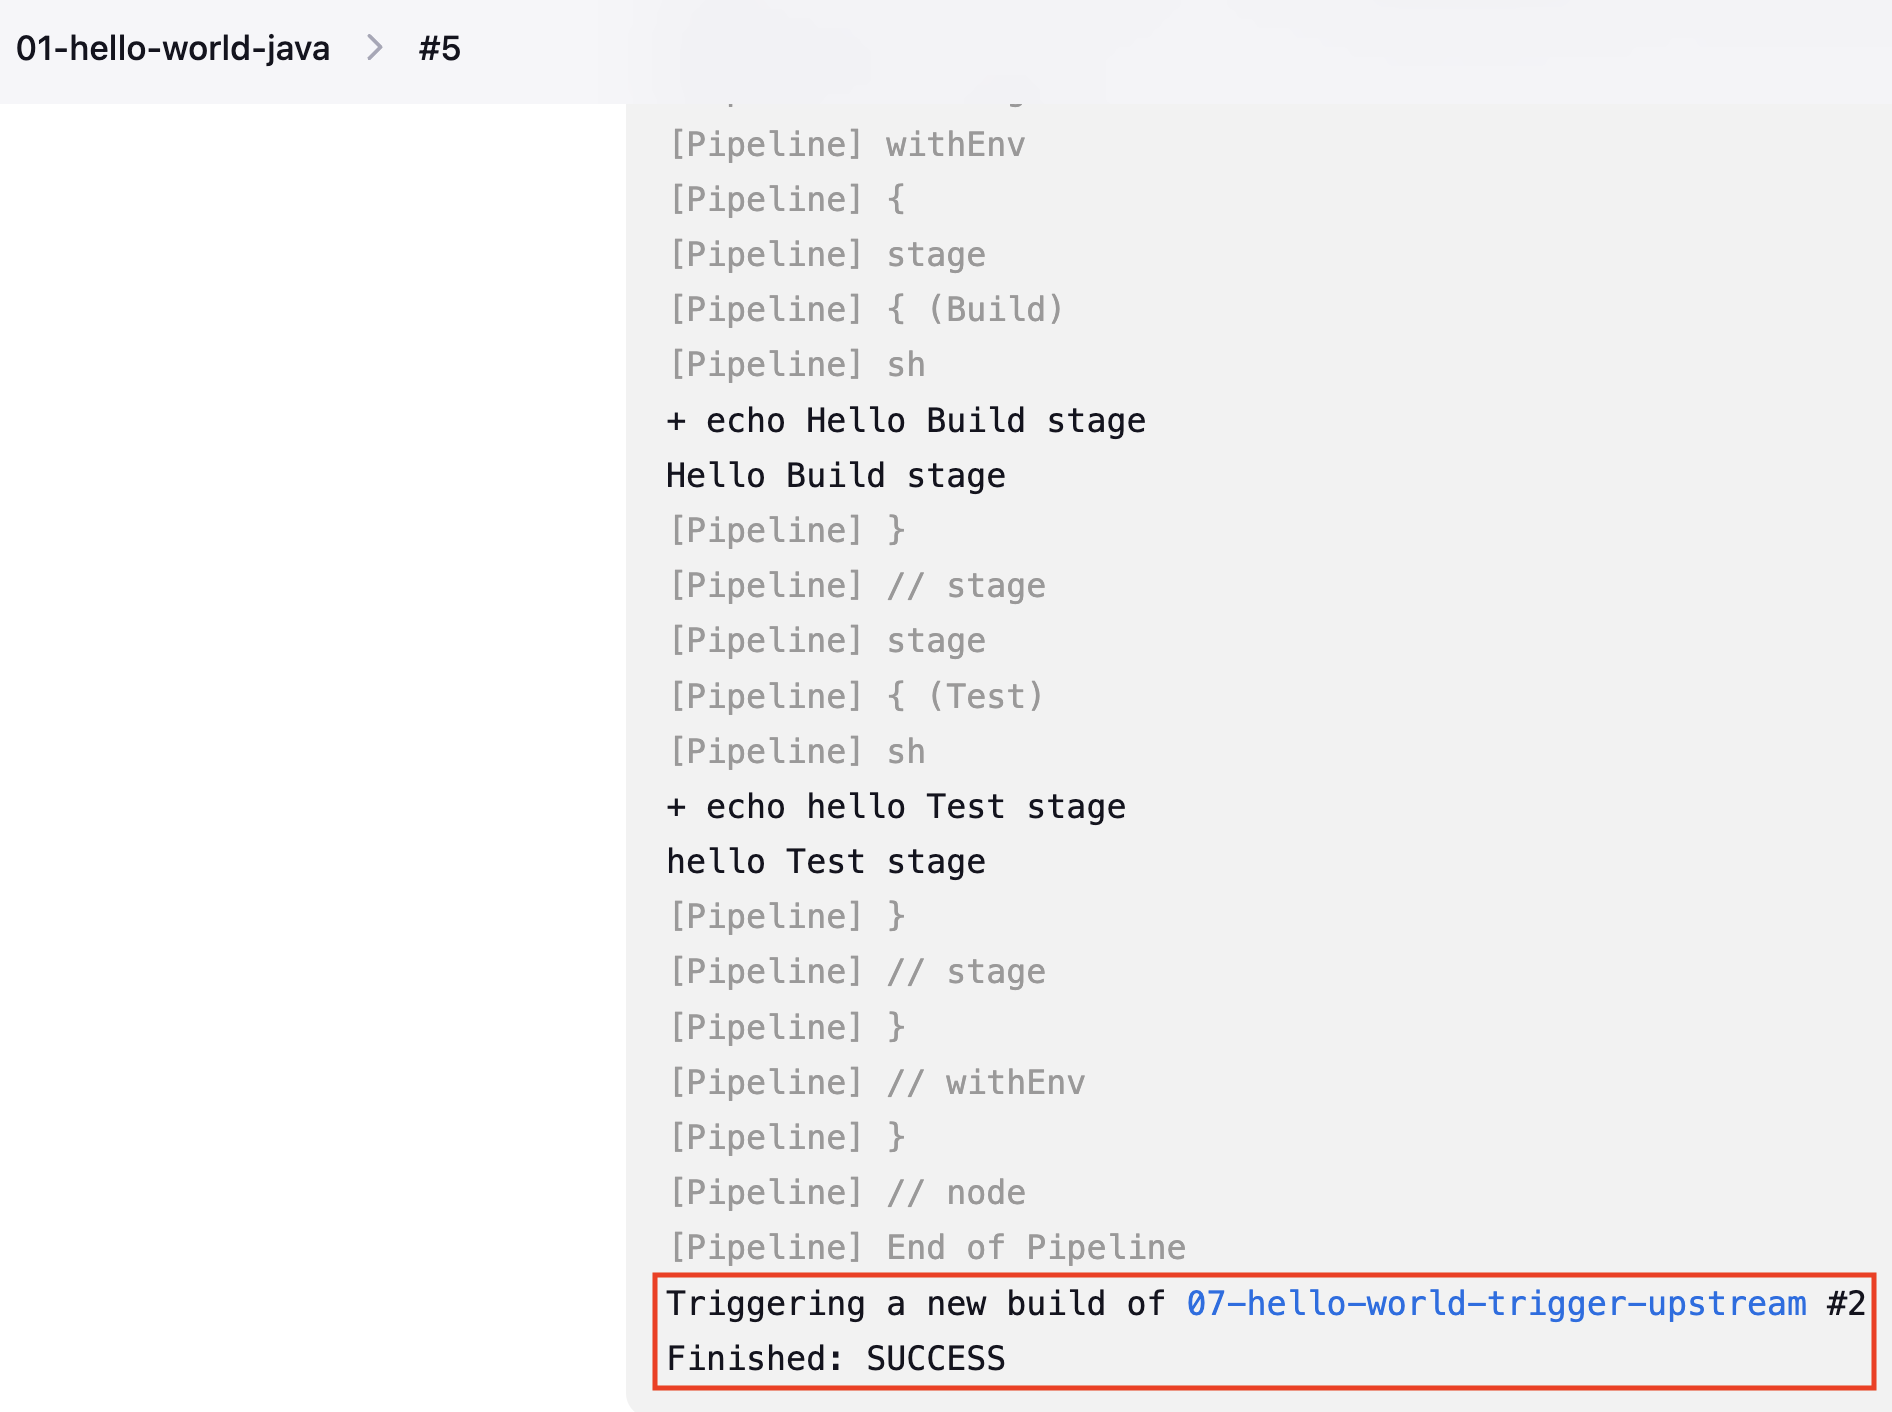 01-hello-world-java > #5
[Pipeline] withEnv
[Pipeline] {
[Pipeline] stage
[Pipeline] { (Build)
[Pipeline] sh
+ echo Hello Build stage
Hello Build stage
[Pipeline] }
[Pipeline] // stage
[Pipeline] stage
[Pipeline] { (Test)
[Pipeline] sh
+ echo hello Test stage
hello Test stage
[Pipeline] }
[Pipeline] // stage
[Pipeline] }
[Pipeline] // withEnv
[Pipeline] }
[Pipeline] // node
[Pipeline] End of Pipeline
Triggering a new build of 07-hello-world-trigger-upstream #2
Finished: SUCCESS